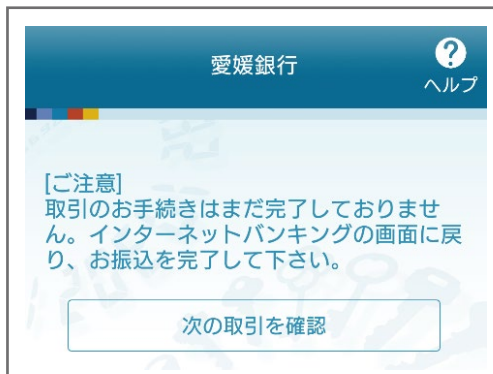 愛媛銀行
?
ヘルプ
[ご注意]
取引のお手続きはまだ完了しておりませ
ん。インターネットバンキングの画面に戻
り、お振込を完了して下さい。
次の取引を確認